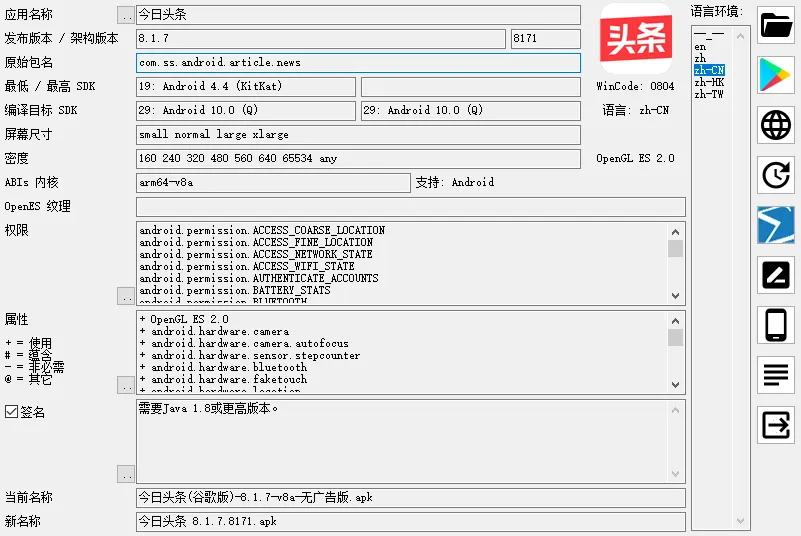 应用名称
..
今日头条
发布版本 / 架构版本
8.1.7
8171
原始包名
com.ss.android.article.news
最低 / 最高 SDK
19: Android 4.4 (KitKat)
编译目标 SDK
29: Android 10.0 (Q)
29: Android 10.0 (Q)
屏幕尺寸
small normal large xlarge
密度
160 240 320 480 560 640 65534 any
ABIs 内核
arm64-v8a
支持: Android
OpenES 纹理
头条
WinCode: 0804
语言: zh-CN
OpenGL ES 2.0
语言环境:
--_--
en
zh
zh-CN
zh-HK
zh-TW
权限
android.permission.ACCESS_COARSE_LOCATION
android.permission.ACCESS_FINE_LOCATION
android.permission.ACCESS_NETWORK_STATE
android.permission.ACCESS_WIFI_STATE
android.permission.AUTHENTICATE_ACCOUNTS
android.permission.BATTERY_STATS
android.permission.BLUETOOTH
..
属性
+ = 使用
# = 蕴含
- = 非必需
@ = 其它
+ OpenGL ES 2.0
+ android.hardware.camera
+ android.hardware.camera.autofocus
+ android.hardware.sensor.stepcounter
+ android.hardware.bluetooth
+ android.hardware.faketouch
+ android.hardware.location
..
签名
需要Java 1.8或更高版本。
..
当前名称
今日头条(谷歌版)-8.1.7-v8a-无广告版.apk
新名称
今日头条 8.1.7.8171.apk